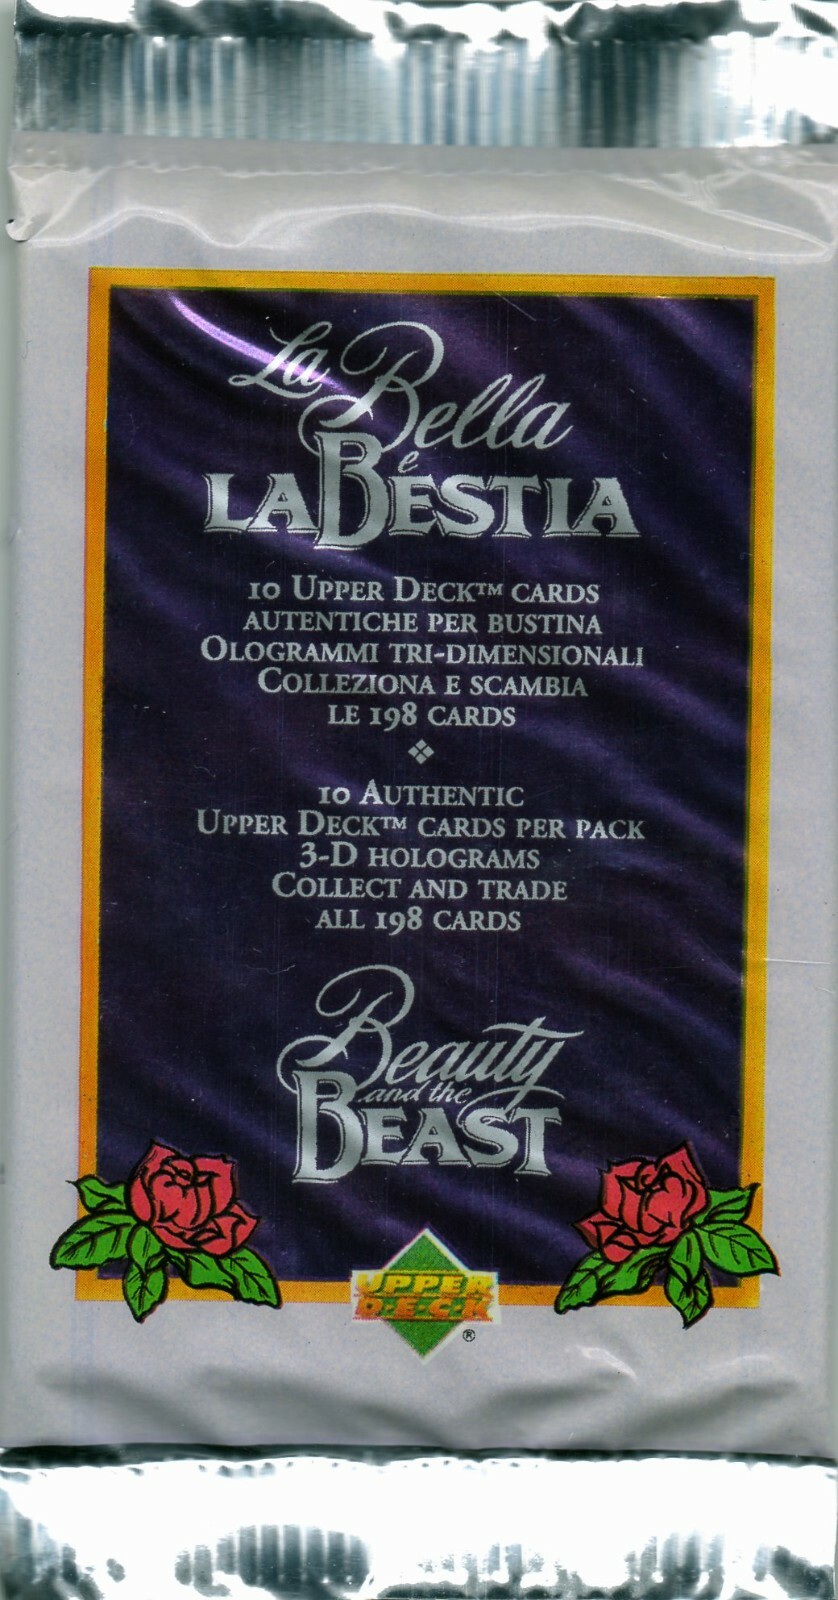 La Bella
e
LA BESTIA
10 UPPER DECK™ CARDS
AUTENTICHE PER BUSTINA
OLOGRAMMI TRI-DIMENSIONALI
COLLEZIONA E SCAMBIA
LE 198 CARDS
10 AUTHENTIC
UPPER DECK™ CARDS PER PACK
3-D HOLOGRAMS
COLLECT AND TRADE
ALL 198 CARDS
Beauty
and the
BEAST
UPPER
DECK
®